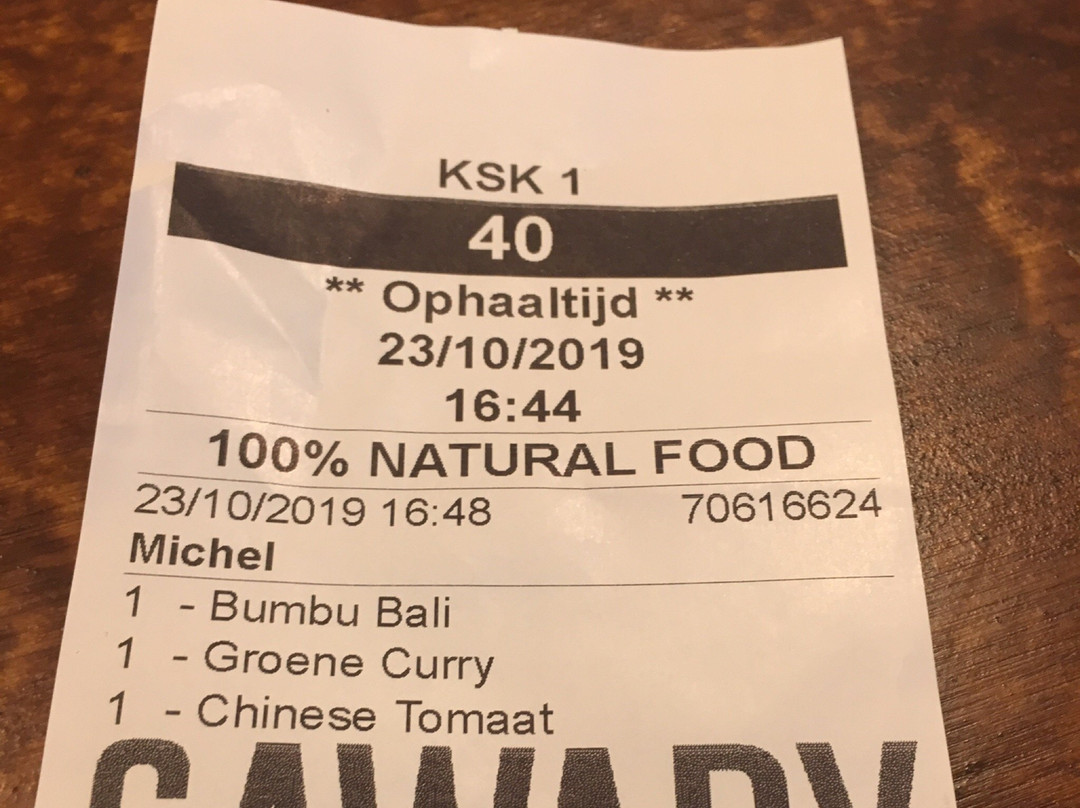 KSK 1
40
** Ophaaltijd **
23/10/2019
16:44
100% NATURAL FOOD
23/10/2019 16:48 70616624
Michel
1 - Bumbu Bali
1 - Groene Curry
1 - Chinese Tomaat